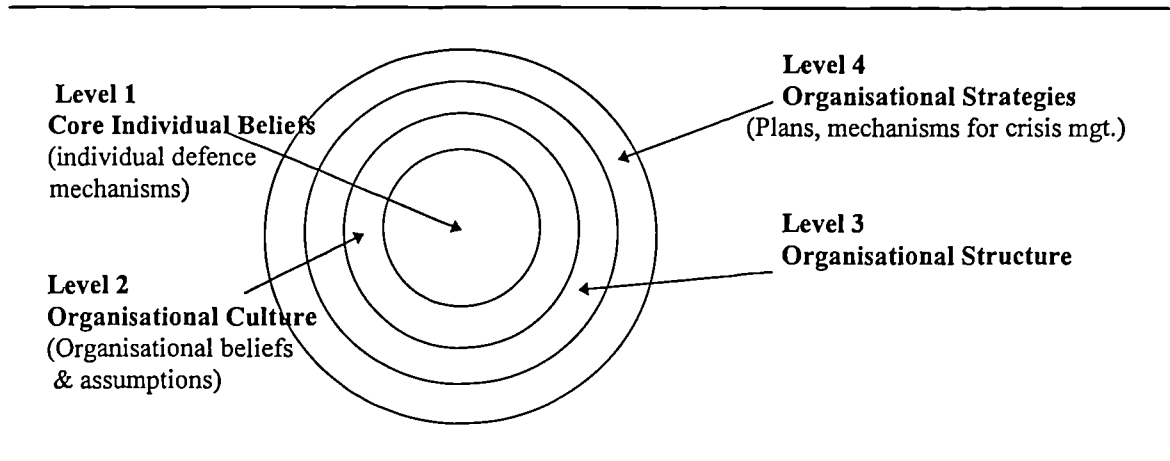 Level 1
Core Individual Beliefs
(individual defence
mechanisms)
Level 2
Organisational Culture
(Organisational beliefs
& assumptions)
Level 4
Organisational Strategies
(Plans, mechanisms for crisis mgt.)
Level 3
Organisational Structure